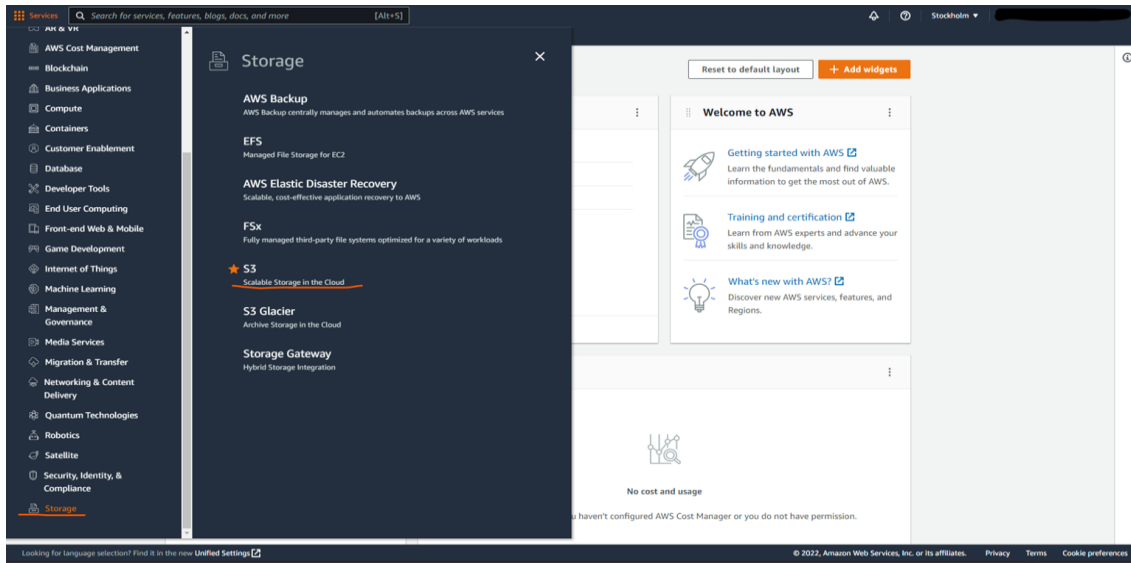 Services
Search for services, features, blogs, docs, and more
[Alt+S]
Stockholm
AR & VR
AWS Cost Management
Blockchain
Business Applications
Compute
Containers
Customer Enablement
Database
Developer Tools
End User Computing
Front-end Web & Mobile
Game Development
Internet of Things
Machine Learning
Management &
Governance
Media Services
Migration & Transfer
Networking & Content
Delivery
Quantum Technologies
Robotics
Satellite
Security, Identity, &
Compliance
Storage
Storage
AWS Backup
AWS Backup centrally manages and automates backups across AWS services
EFS
Managed File Storage for EC2
AWS Elastic Disaster Recovery
Scalable, cost-effective application recovery to AWS
FSx
Fully managed third-party file systems optimized for a variety of workloads
S3
Scalable Storage in the Cloud
S3 Glacier
Archive Storage in the Cloud
Storage Gateway
Hybrid Storage Integration
Reset to default layout
+ Add widgets
Welcome to AWS
Getting started with AWS
Learn the fundamentals and find valuable
information to get the most out of AWS.
Training and certification
Learn from AWS experts and advance your
skills and knowledge.
What's new with AWS?
Discover new AWS services, features, and
Regions.
No cost and usage
u haven't configured AWS Cost Manager or you do not have permission.
Looking for language selection? Find it in the new Unified Settings
© 2022, Amazon Web Services, Inc. or its affiliates.
Privacy
Terms
Cookie preferences